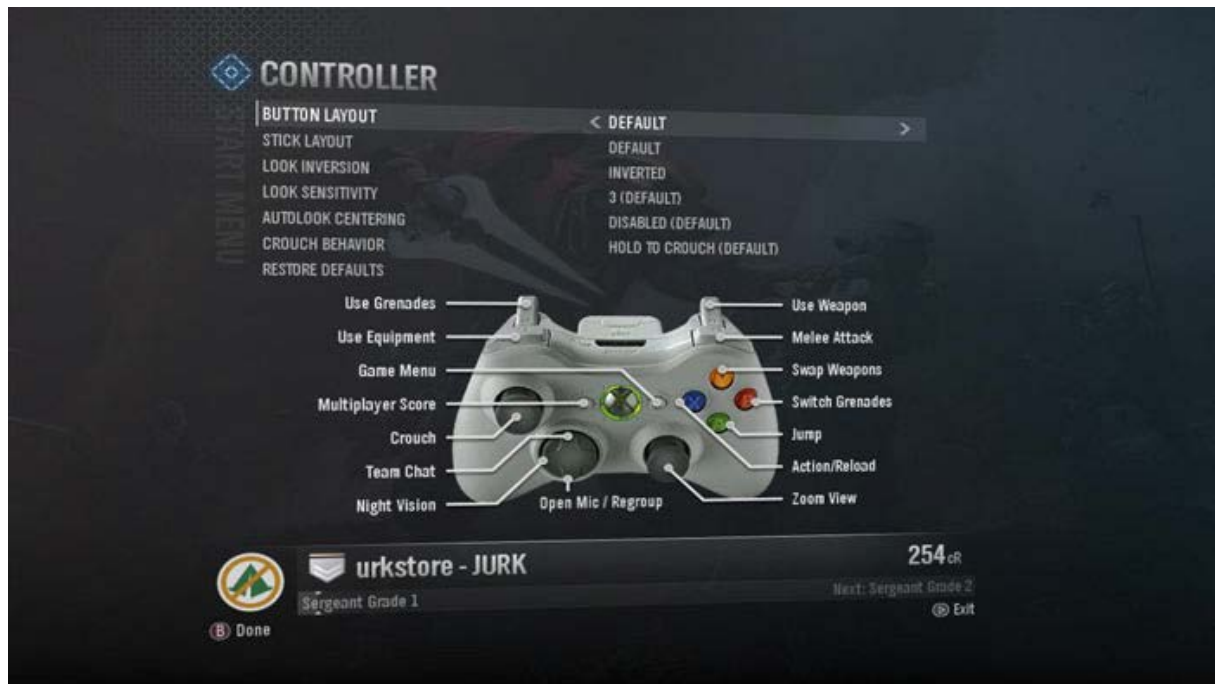 CONTROLLER
START MENU
BUTTON LAYOUT < DEFAULT >
STICK LAYOUT DEFAULT
LOOK INVERSION INVERTED
LOOK SENSITIVITY 3 (DEFAULT)
AUTOLOOK CENTERING DISABLED (DEFAULT)
CROUCH BEHAVIOR HOLD TO CROUCH (DEFAULT)
RESTORE DEFAULTS
Use Grenades Use Weapon
Use Equipment Melee Attack
Game Menu Swap Weapons
Multiplayer Score Switch Grenades
Crouch Jump
Team Chat Action/Reload
Night Vision Open Mic / Regroup Zoom View
Y
X B
A
urkstore - JURK 254 cR
Sergeant Grade 1 Next: Sergeant Grade 2
B Done Exit